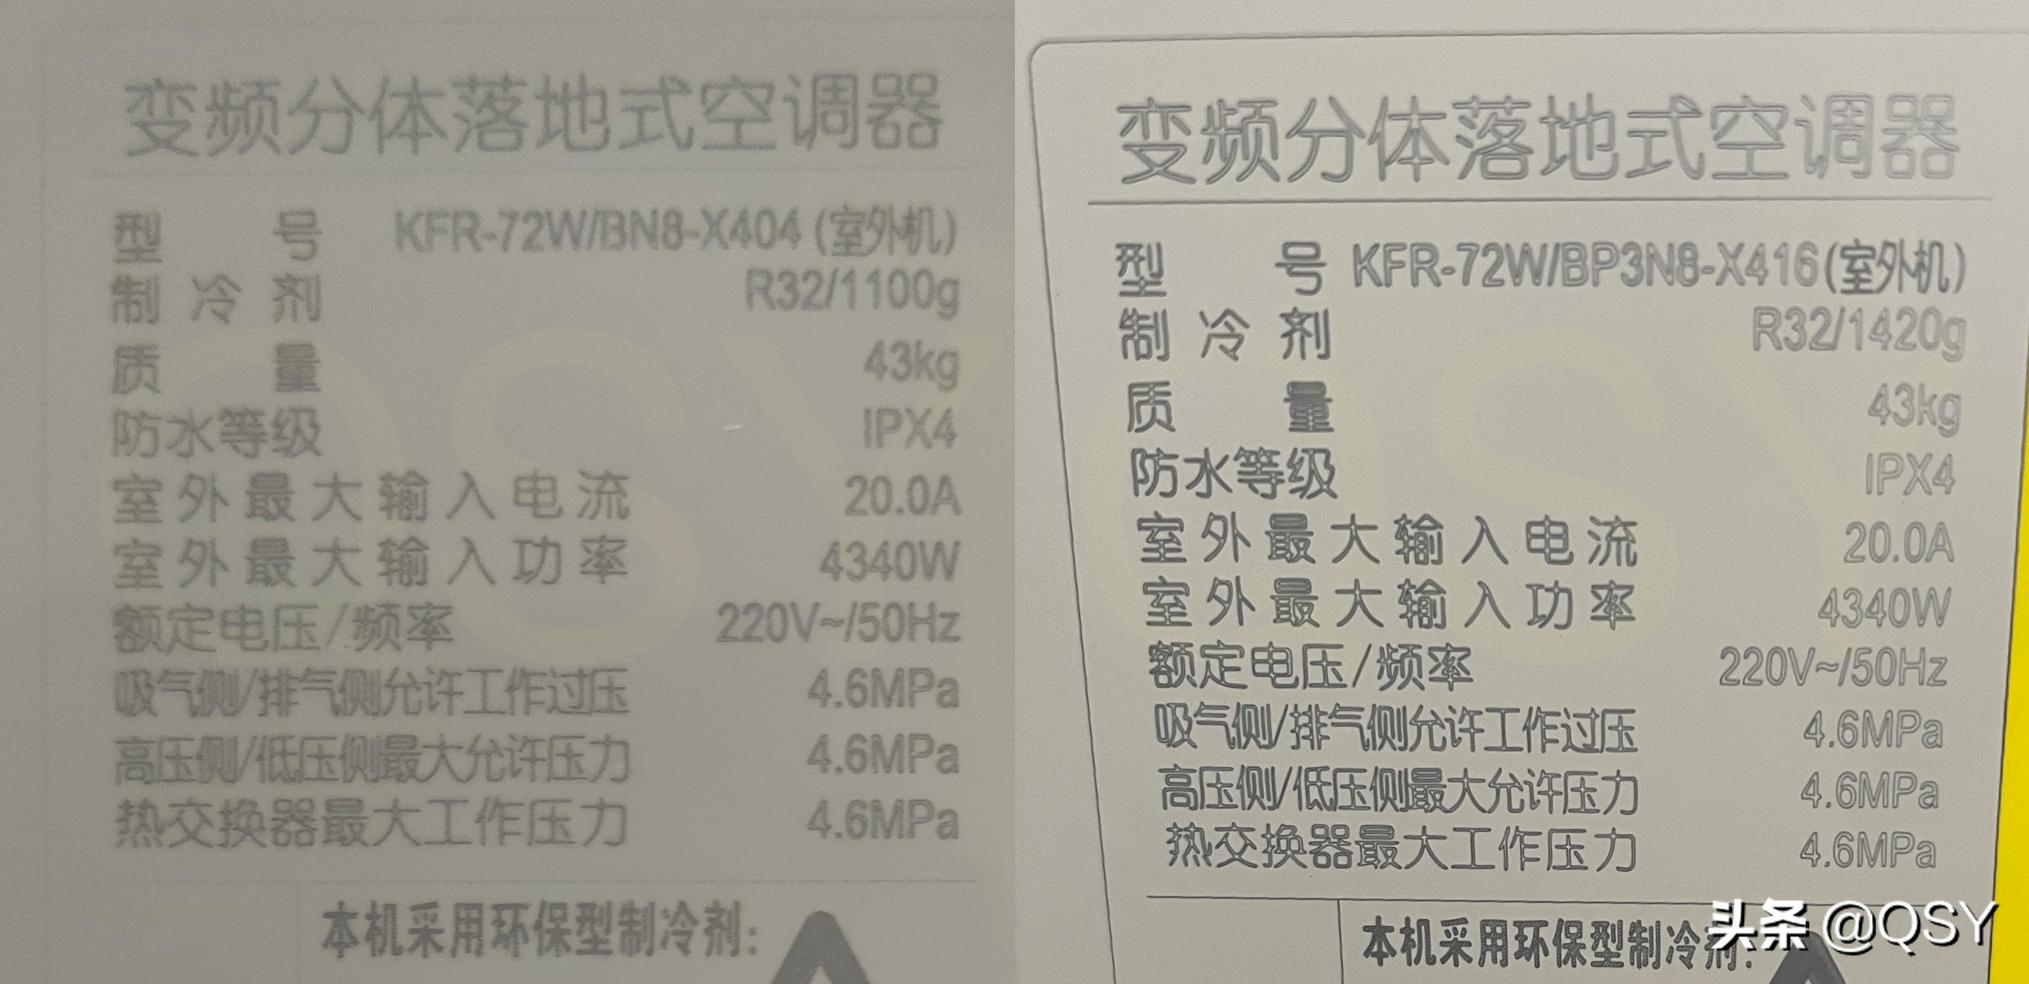 变频分体落地式空调器
型号 KFR-72W/BN8-X404(室外机)
制冷剂 R32/1100g
质量 43kg
防水等级 IPX4
室外最大输入电流 20.0A
室外最大输入功率 4340W
额定电压/频率 220V~/50Hz
吸气侧/排气侧允许工作过压 4.6MPa
高压侧/低压侧最大允许压力 4.6MPa
热交换器最大工作压力 4.6MPa
本机采用环保型制冷剂:
变频分体落地式空调器
型号 KFR-72W/BP3N8-X416(室外机)
制冷剂 R32/1420g
质量 43kg
防水等级 IPX4
室外最大输入电流 20.0A
室外最大输入功率 4340W
额定电压/频率 220V~/50Hz
吸气侧/排气侧允许工作过压 4.6MPa
高压侧/低压侧最大允许压力 4.6MPa
热交换器最大工作压力 4.6MPa
本机采用环保型制冷剂:
头条 @QSY
QSY
QSY